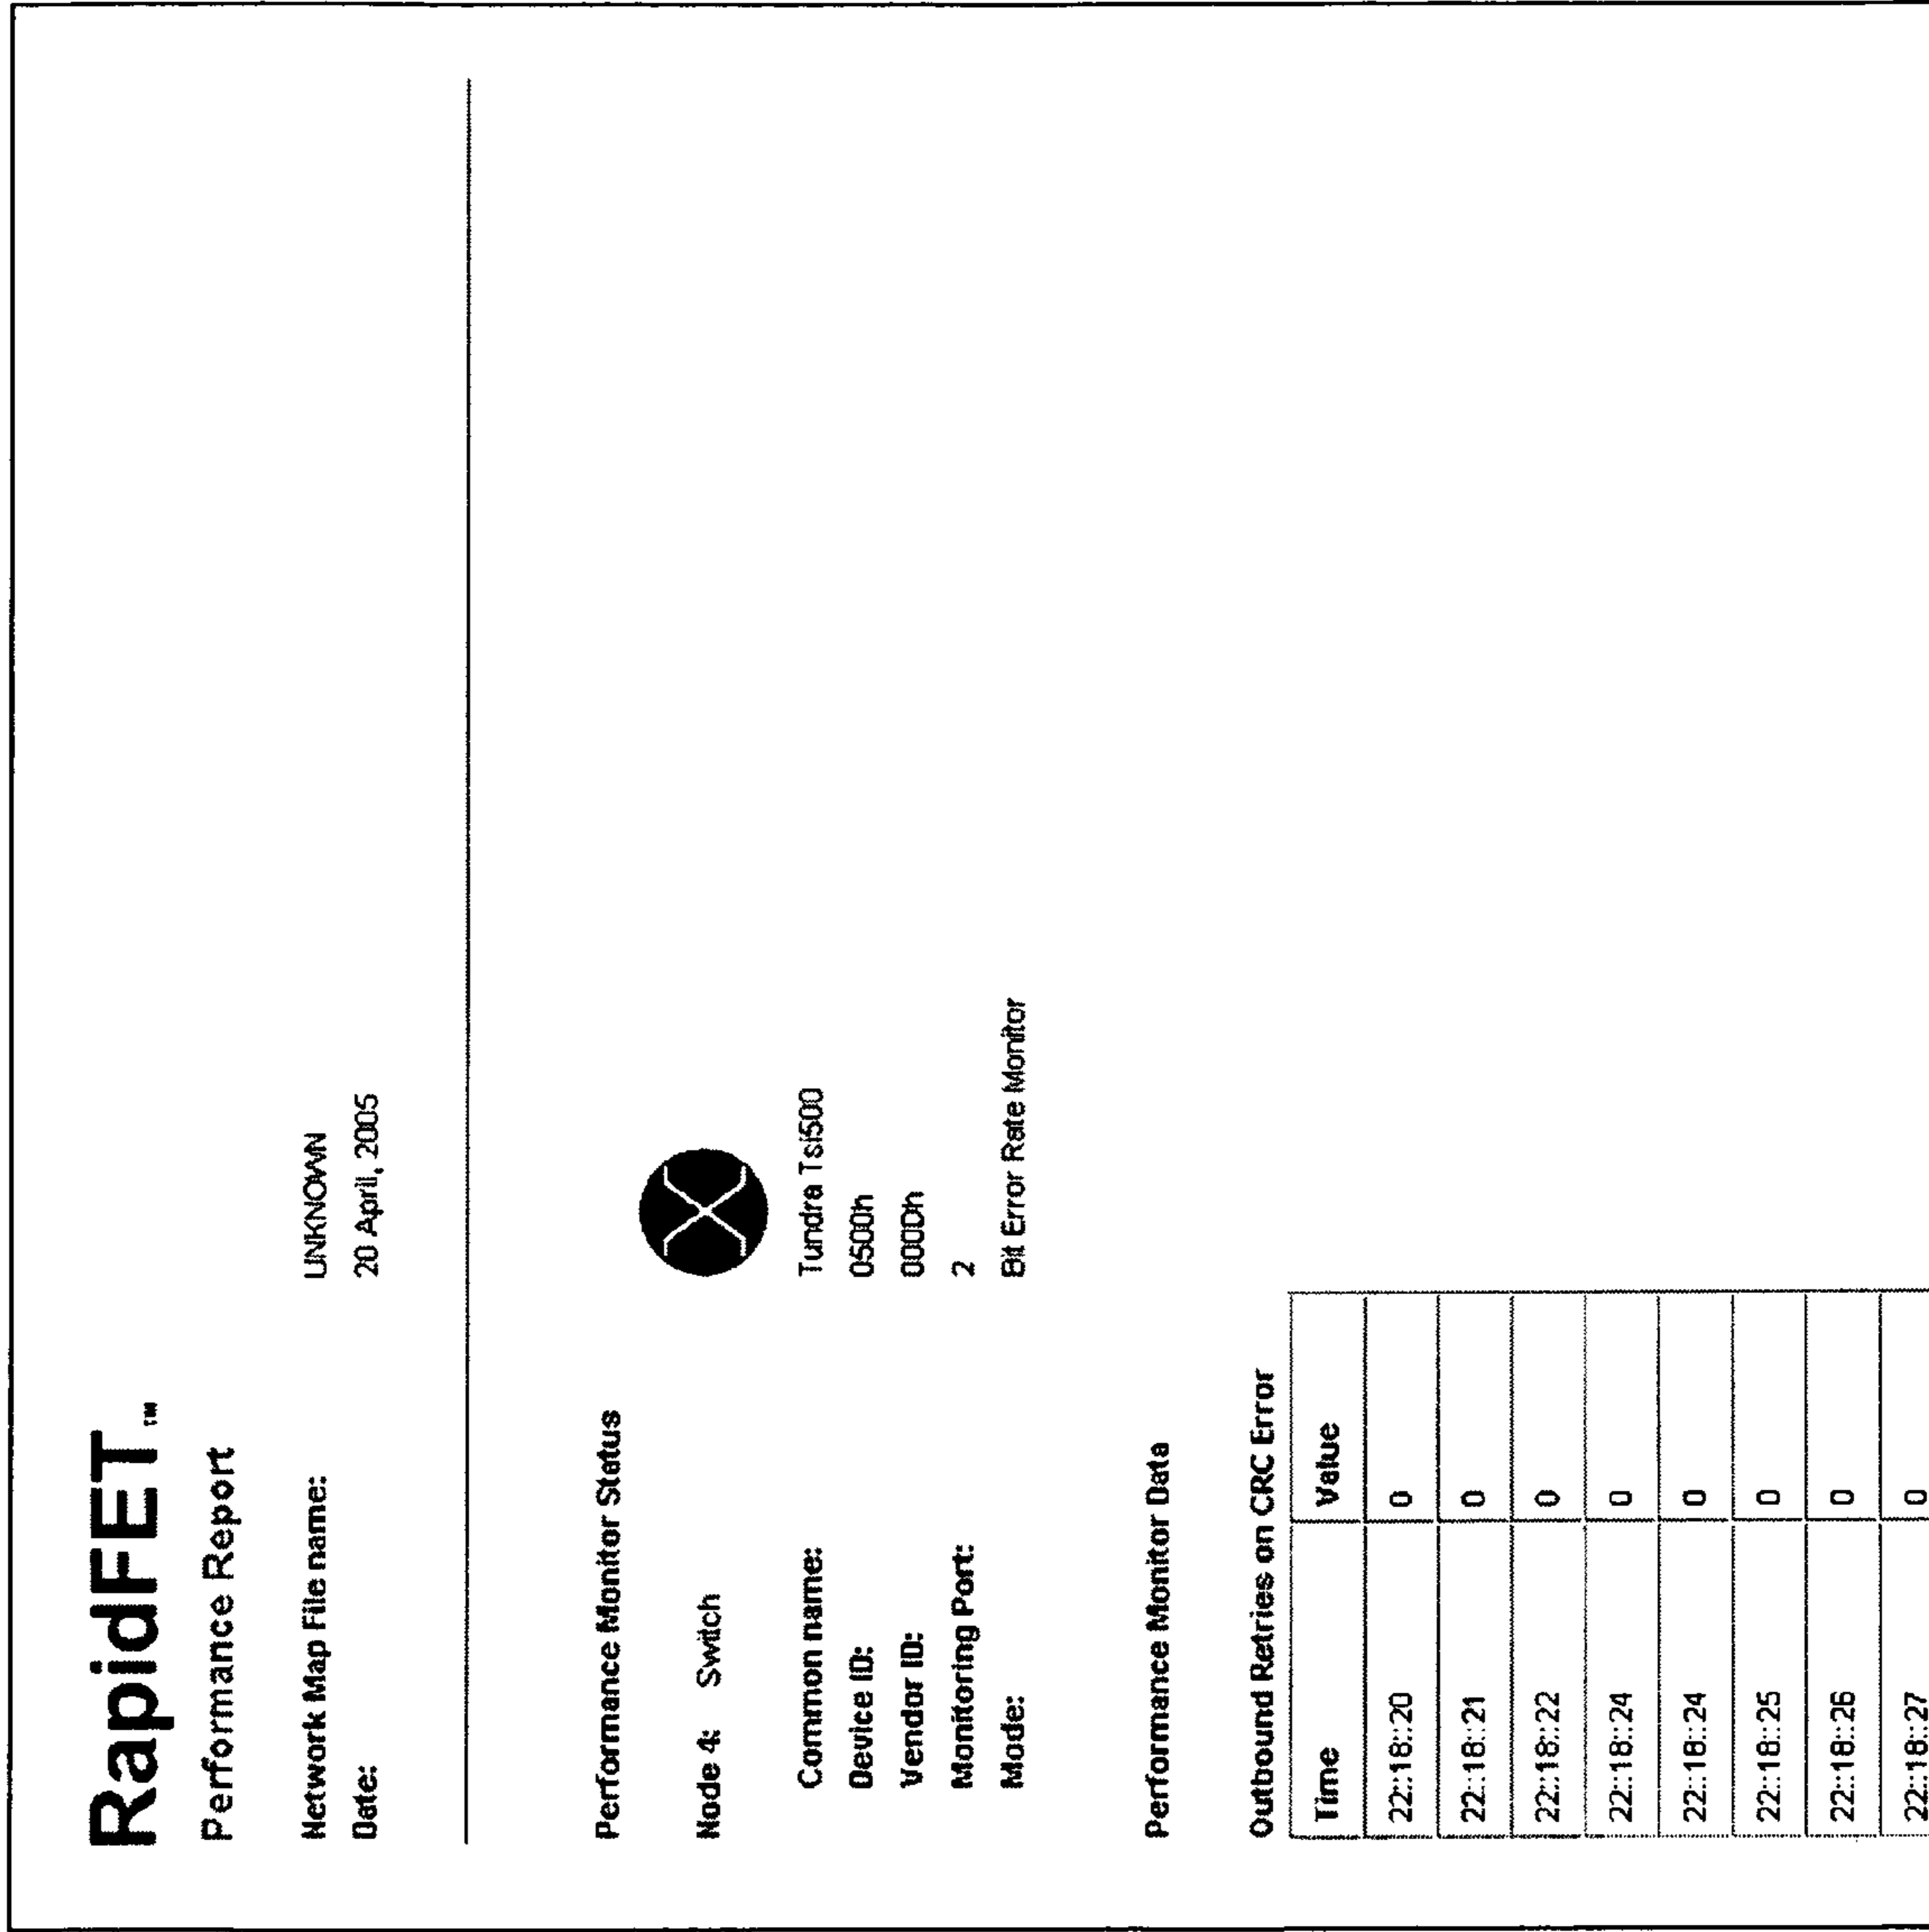 RapidFET™
Performance Report
Network Map File name: UNKNOWN
Date: 20 April, 2005
Performance Monitor Status
Node 4: Switch
Common name: Tundra Tsi500
Device ID: 0500h
Vendor ID: 000Dh
Monitoring Port: 2
Mode: Bit Error Rate Monitor
Performance Monitor Data
Outbound Retries on CRC Error
Time Value
22::18::20 0
22::18::21 0
22::18::22 0
22::18::24 0
22::18::24 0
22::18::25 0
22::18::26 0
22::18::27 0